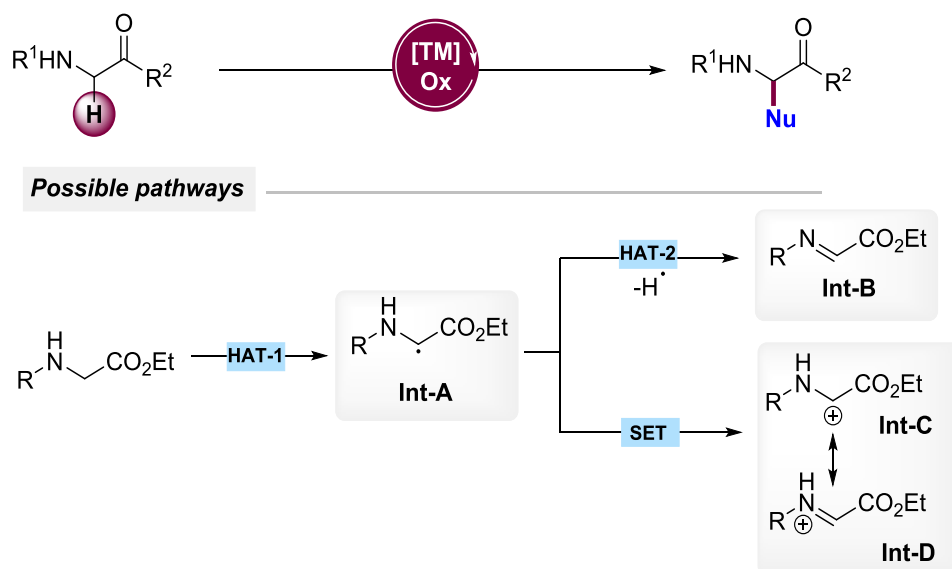 R¹HN O R² H
[TM]
Ox
R¹HN O R² Nu
Possible pathways
H
N
R CO₂Et
HAT-1
H
N
R CO₂Et
·
Int-A
HAT-2
-H·
R N CO₂Et
Int-B
SET
H
N
R CO₂Et
⊕
Int-C
H
N
R CO₂Et
⊕
Int-D